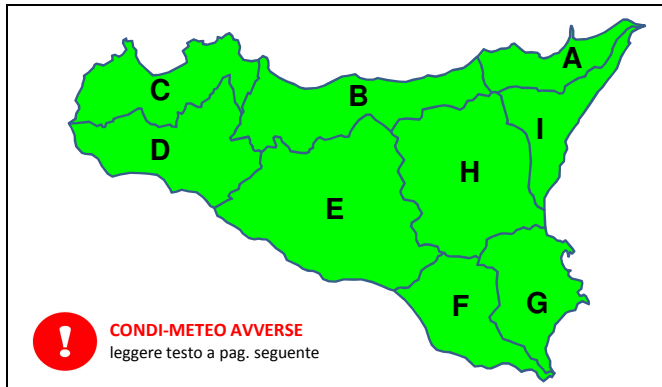 A
C
B
I
D
H
E
F
G
!
CONDI-METEO AVVERSE
leggere testo a pag. seguente